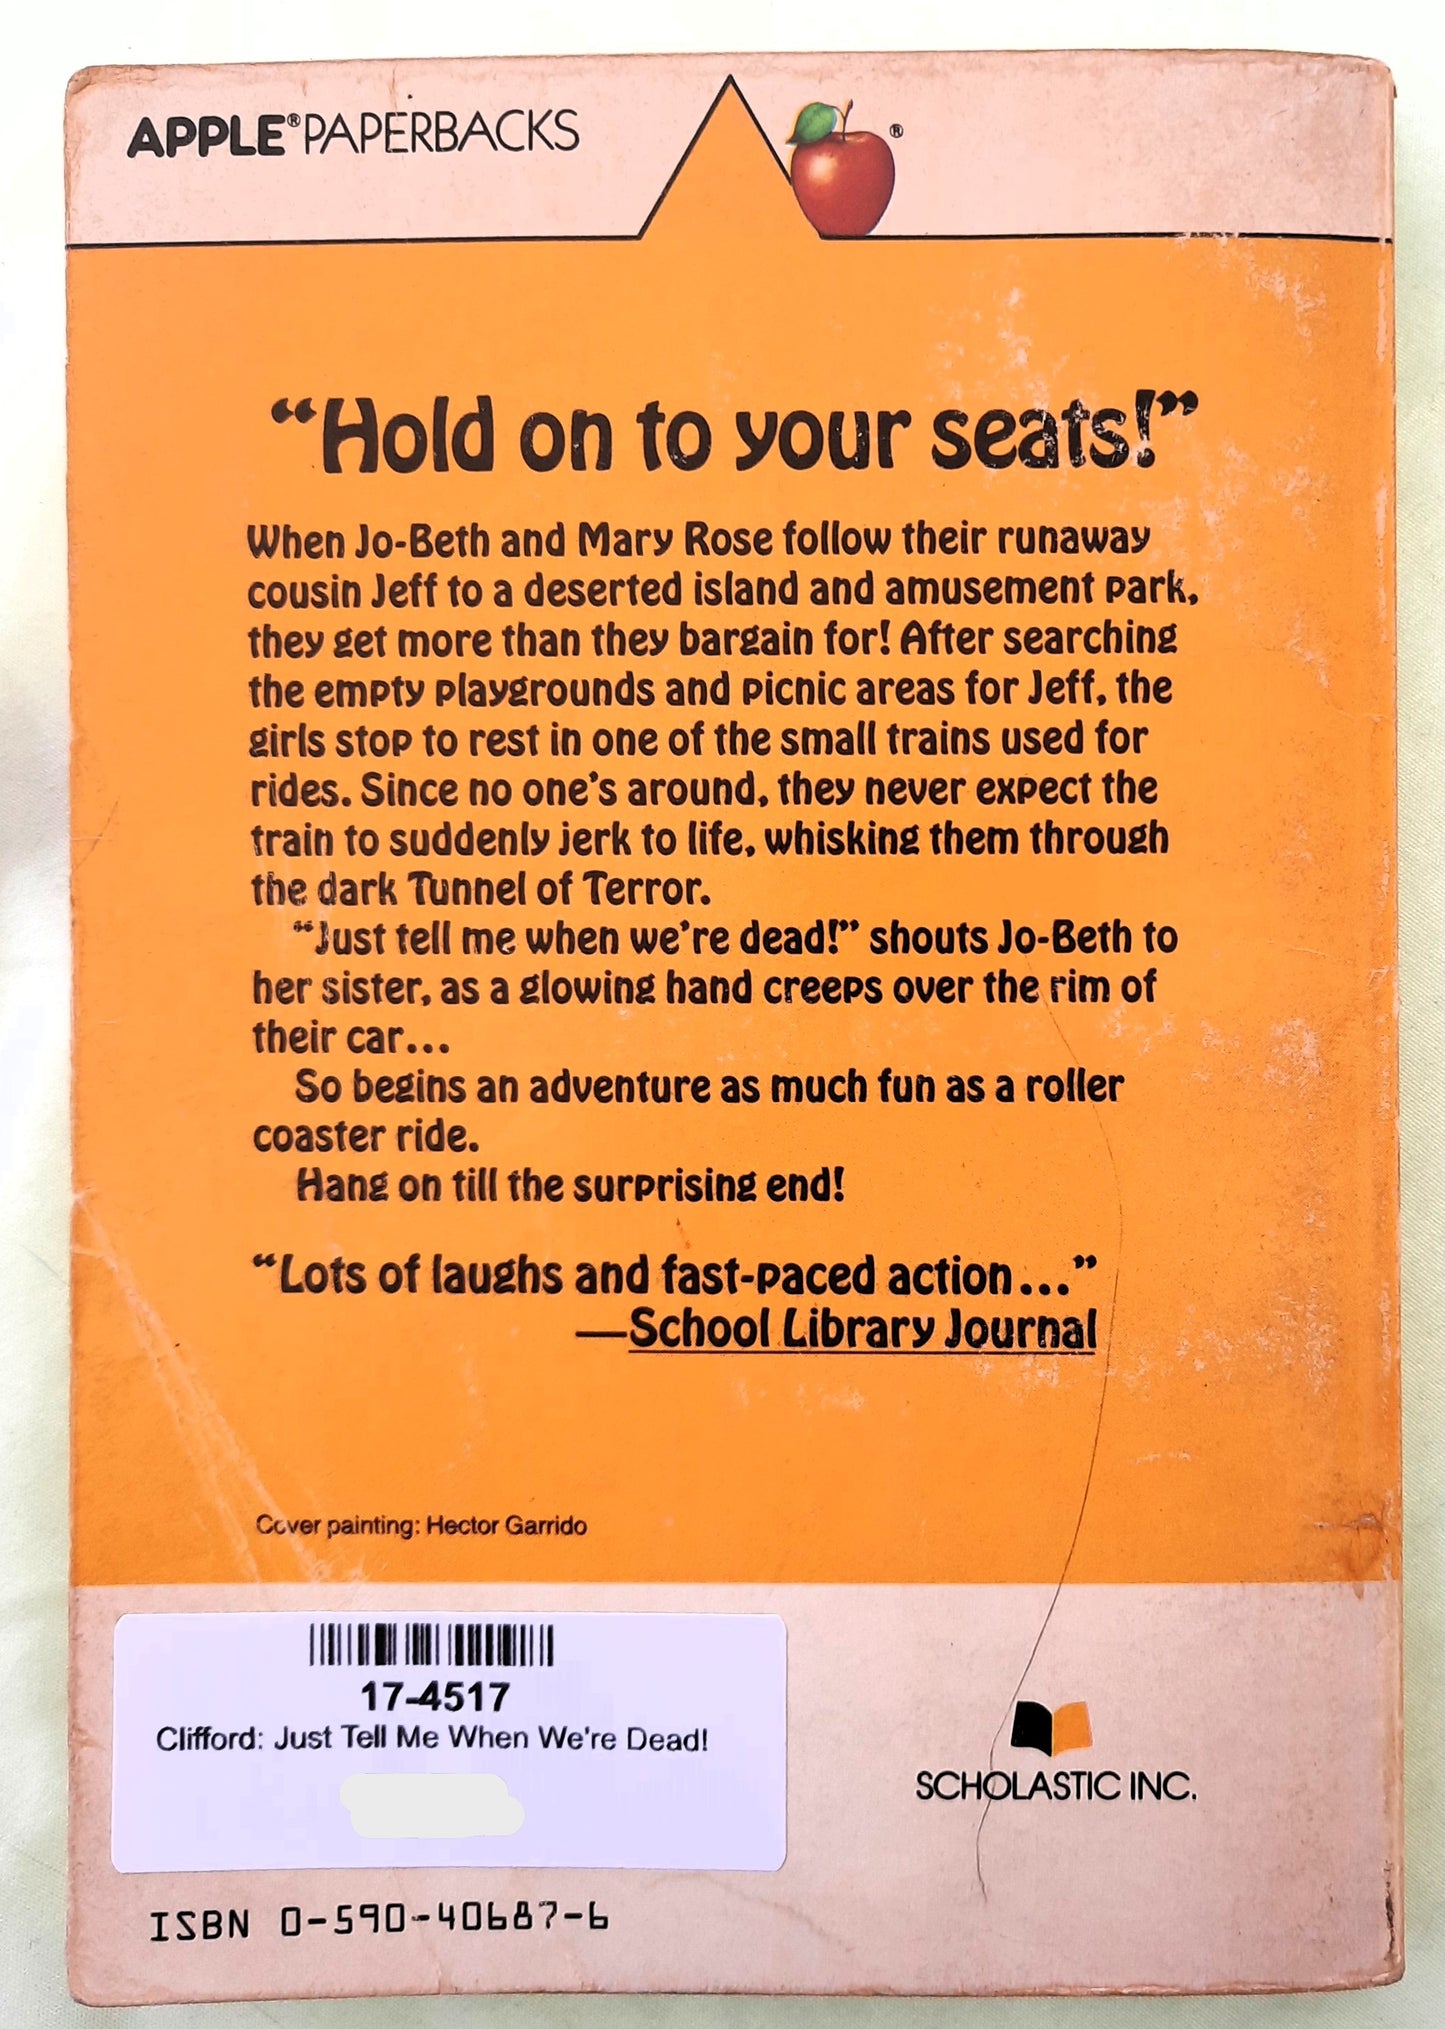 APPLE® PAPERBACKS
®
“Hold on to your seats!”
When Jo-Beth and Mary Rose follow their runaway
cousin Jeff to a deserted island and amusement park,
they get more than they bargain for! After searching
the empty playgrounds and picnic areas for Jeff, the
girls stop to rest in one of the small trains used for
rides. Since no one’s around, they never expect the
train to suddenly jerk to life, whisking them through
the dark Tunnel of Terror.
“Just tell me when we’re dead!” shouts Jo-Beth to
her sister, as a glowing hand creeps over the rim of
their car...
So begins an adventure as much fun as a roller
coaster ride.
Hang on till the surprising end!
“Lots of laughs and fast-paced action...”
—School Library Journal
Cover painting: Hector Garrido
17-4517
Clifford: Just Tell Me When We're Dead!
SCHOLASTIC INC.
ISBN 0-590-40687-6